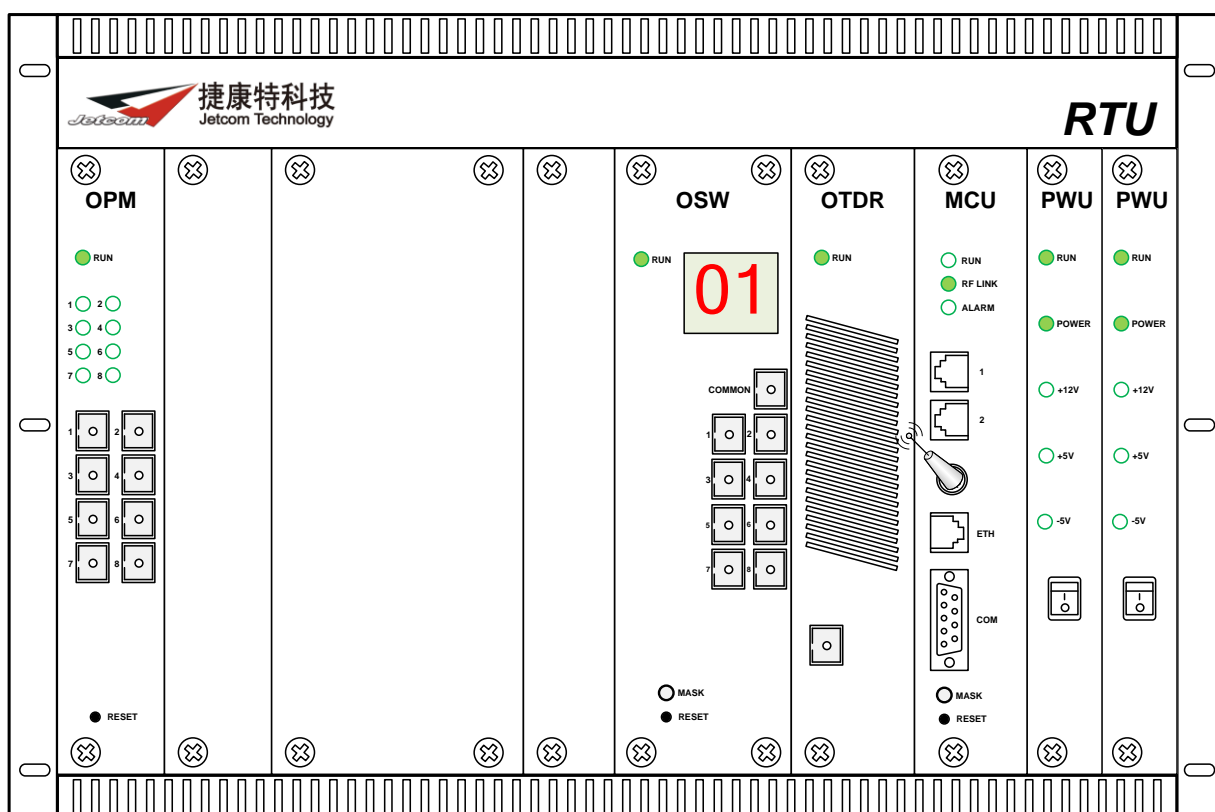 捷康特科技
Jetcom
Jetcom Technology
RTU
OPM
RUN
1 2
3 4
5 6
7 8
1 2
3 4
5 6
7 8
RESET
OSW
RUN
01
COMMON
1 2
3 4
5 6
7 8
MASK
RESET
OTDR
RUN
MCU
RUN
RF LINK
ALARM
1
2
ETH
COM
MASK
RESET
PWU
RUN
POWER
+12V
+5V
-5V
PWU
RUN
POWER
+12V
+5V
-5V